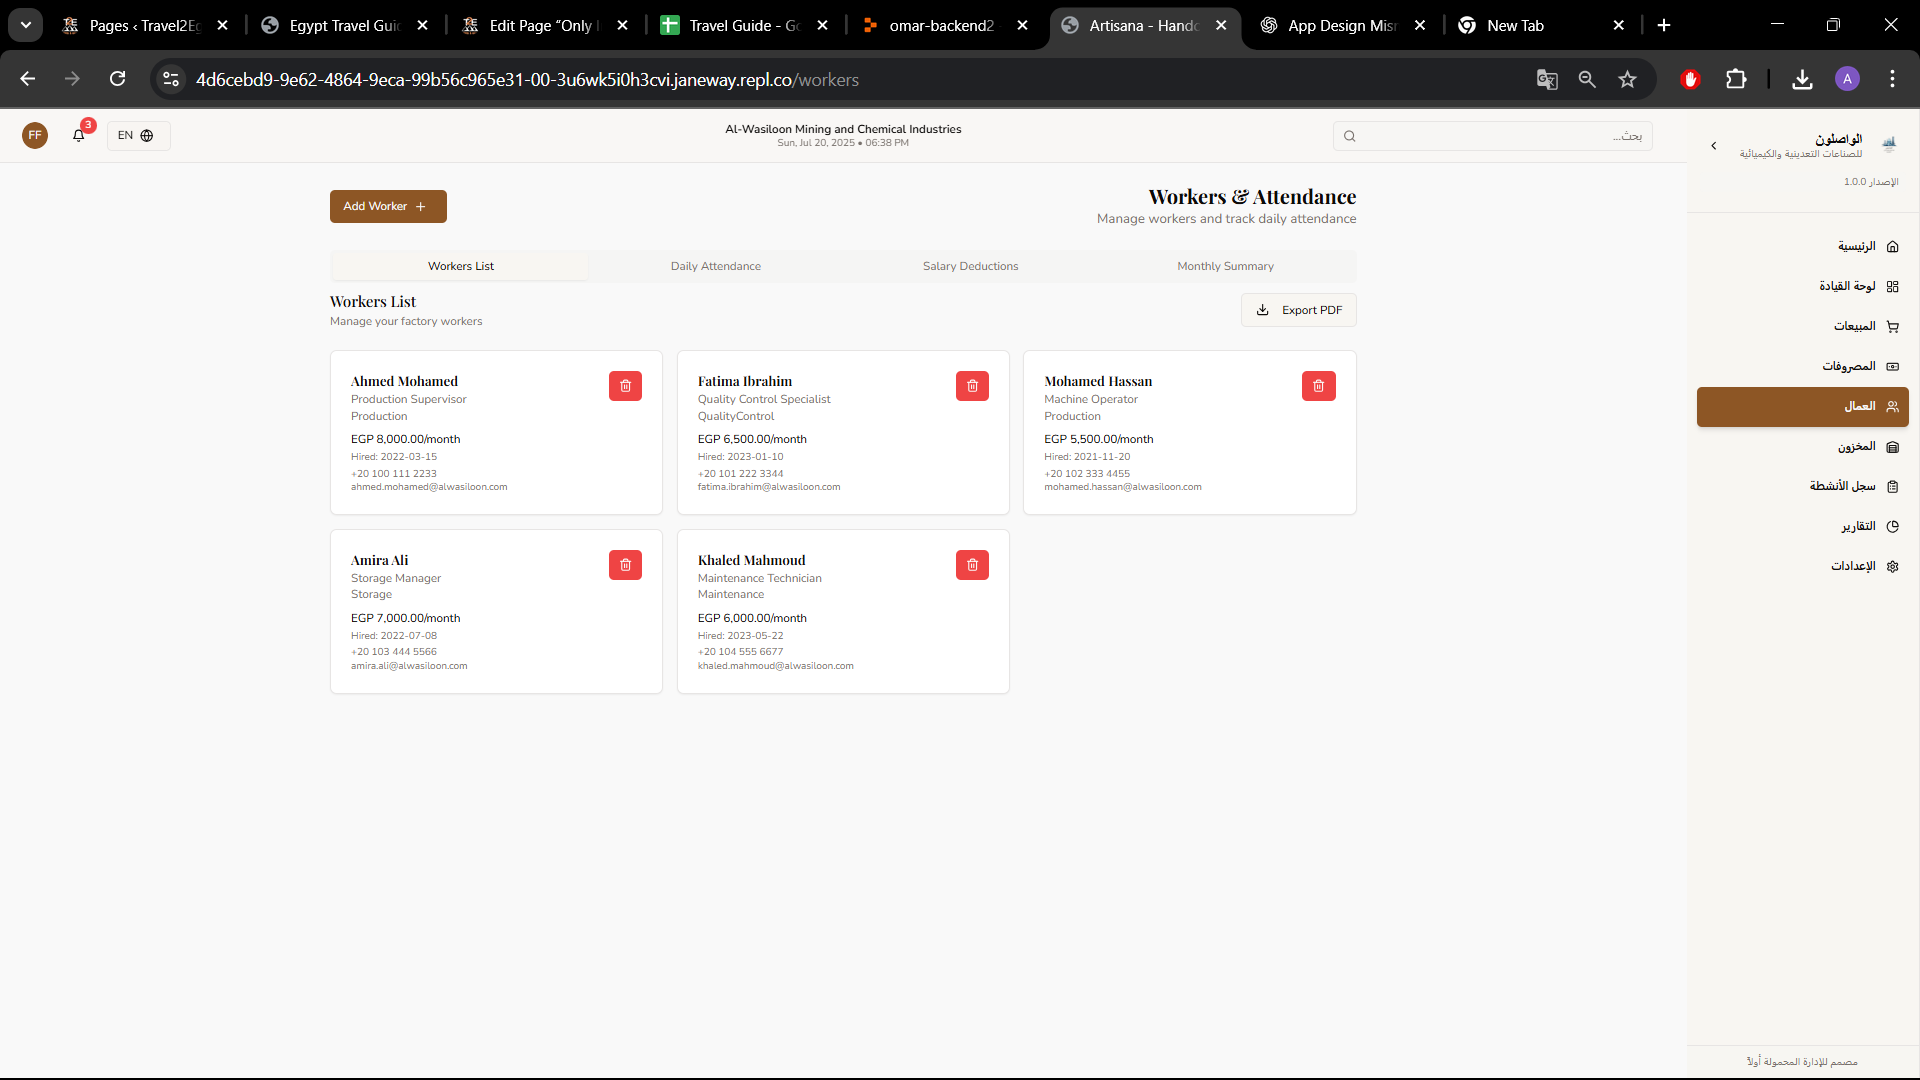 Pages ‹ Travel2Eg
Egypt Travel Guid
Edit Page “Only
Travel Guide - Go
omar-backend2 -
Artisana - Handc
App Design Mism
New Tab
4d6cebd9-9e62-4864-9eca-99b56c965e31-00-3u6wk5i0h3cvi.janeway.repl.co/workers
A
FF
3
EN
Al-Wasiloon Mining and Chemical Industries
Sun, Jul 20, 2025 • 06:38 PM
بحث...
الواصلون
للصناعات التعدينية والكيميائية
الإصدار 1.0.0
Add Worker +
Workers & Attendance
Manage workers and track daily attendance
Workers List
Daily Attendance
Salary Deductions
Monthly Summary
Workers List
Manage your factory workers
Export PDF
Ahmed Mohamed
Production Supervisor
Production
EGP 8,000.00/month
Hired: 2022-03-15
+20 100 111 2233
ahmed.mohamed@alwasiloon.com
Fatima Ibrahim
Quality Control Specialist
QualityControl
EGP 6,500.00/month
Hired: 2023-01-10
+20 101 222 3344
fatima.ibrahim@alwasiloon.com
Mohamed Hassan
Machine Operator
Production
EGP 5,500.00/month
Hired: 2021-11-20
+20 102 333 4455
mohamed.hassan@alwasiloon.com
Amira Ali
Storage Manager
Storage
EGP 7,000.00/month
Hired: 2022-07-08
+20 103 444 5566
amira.ali@alwasiloon.com
Khaled Mahmoud
Maintenance Technician
Maintenance
EGP 6,000.00/month
Hired: 2023-05-22
+20 104 555 6677
khaled.mahmoud@alwasiloon.com
الرئيسية
لوحة القيادة
المبيعات
المصروفات
العمال
المخزون
سجل الأنشطة
التقارير
الإعدادات
مصمم للإدارة المحمولة أولاً